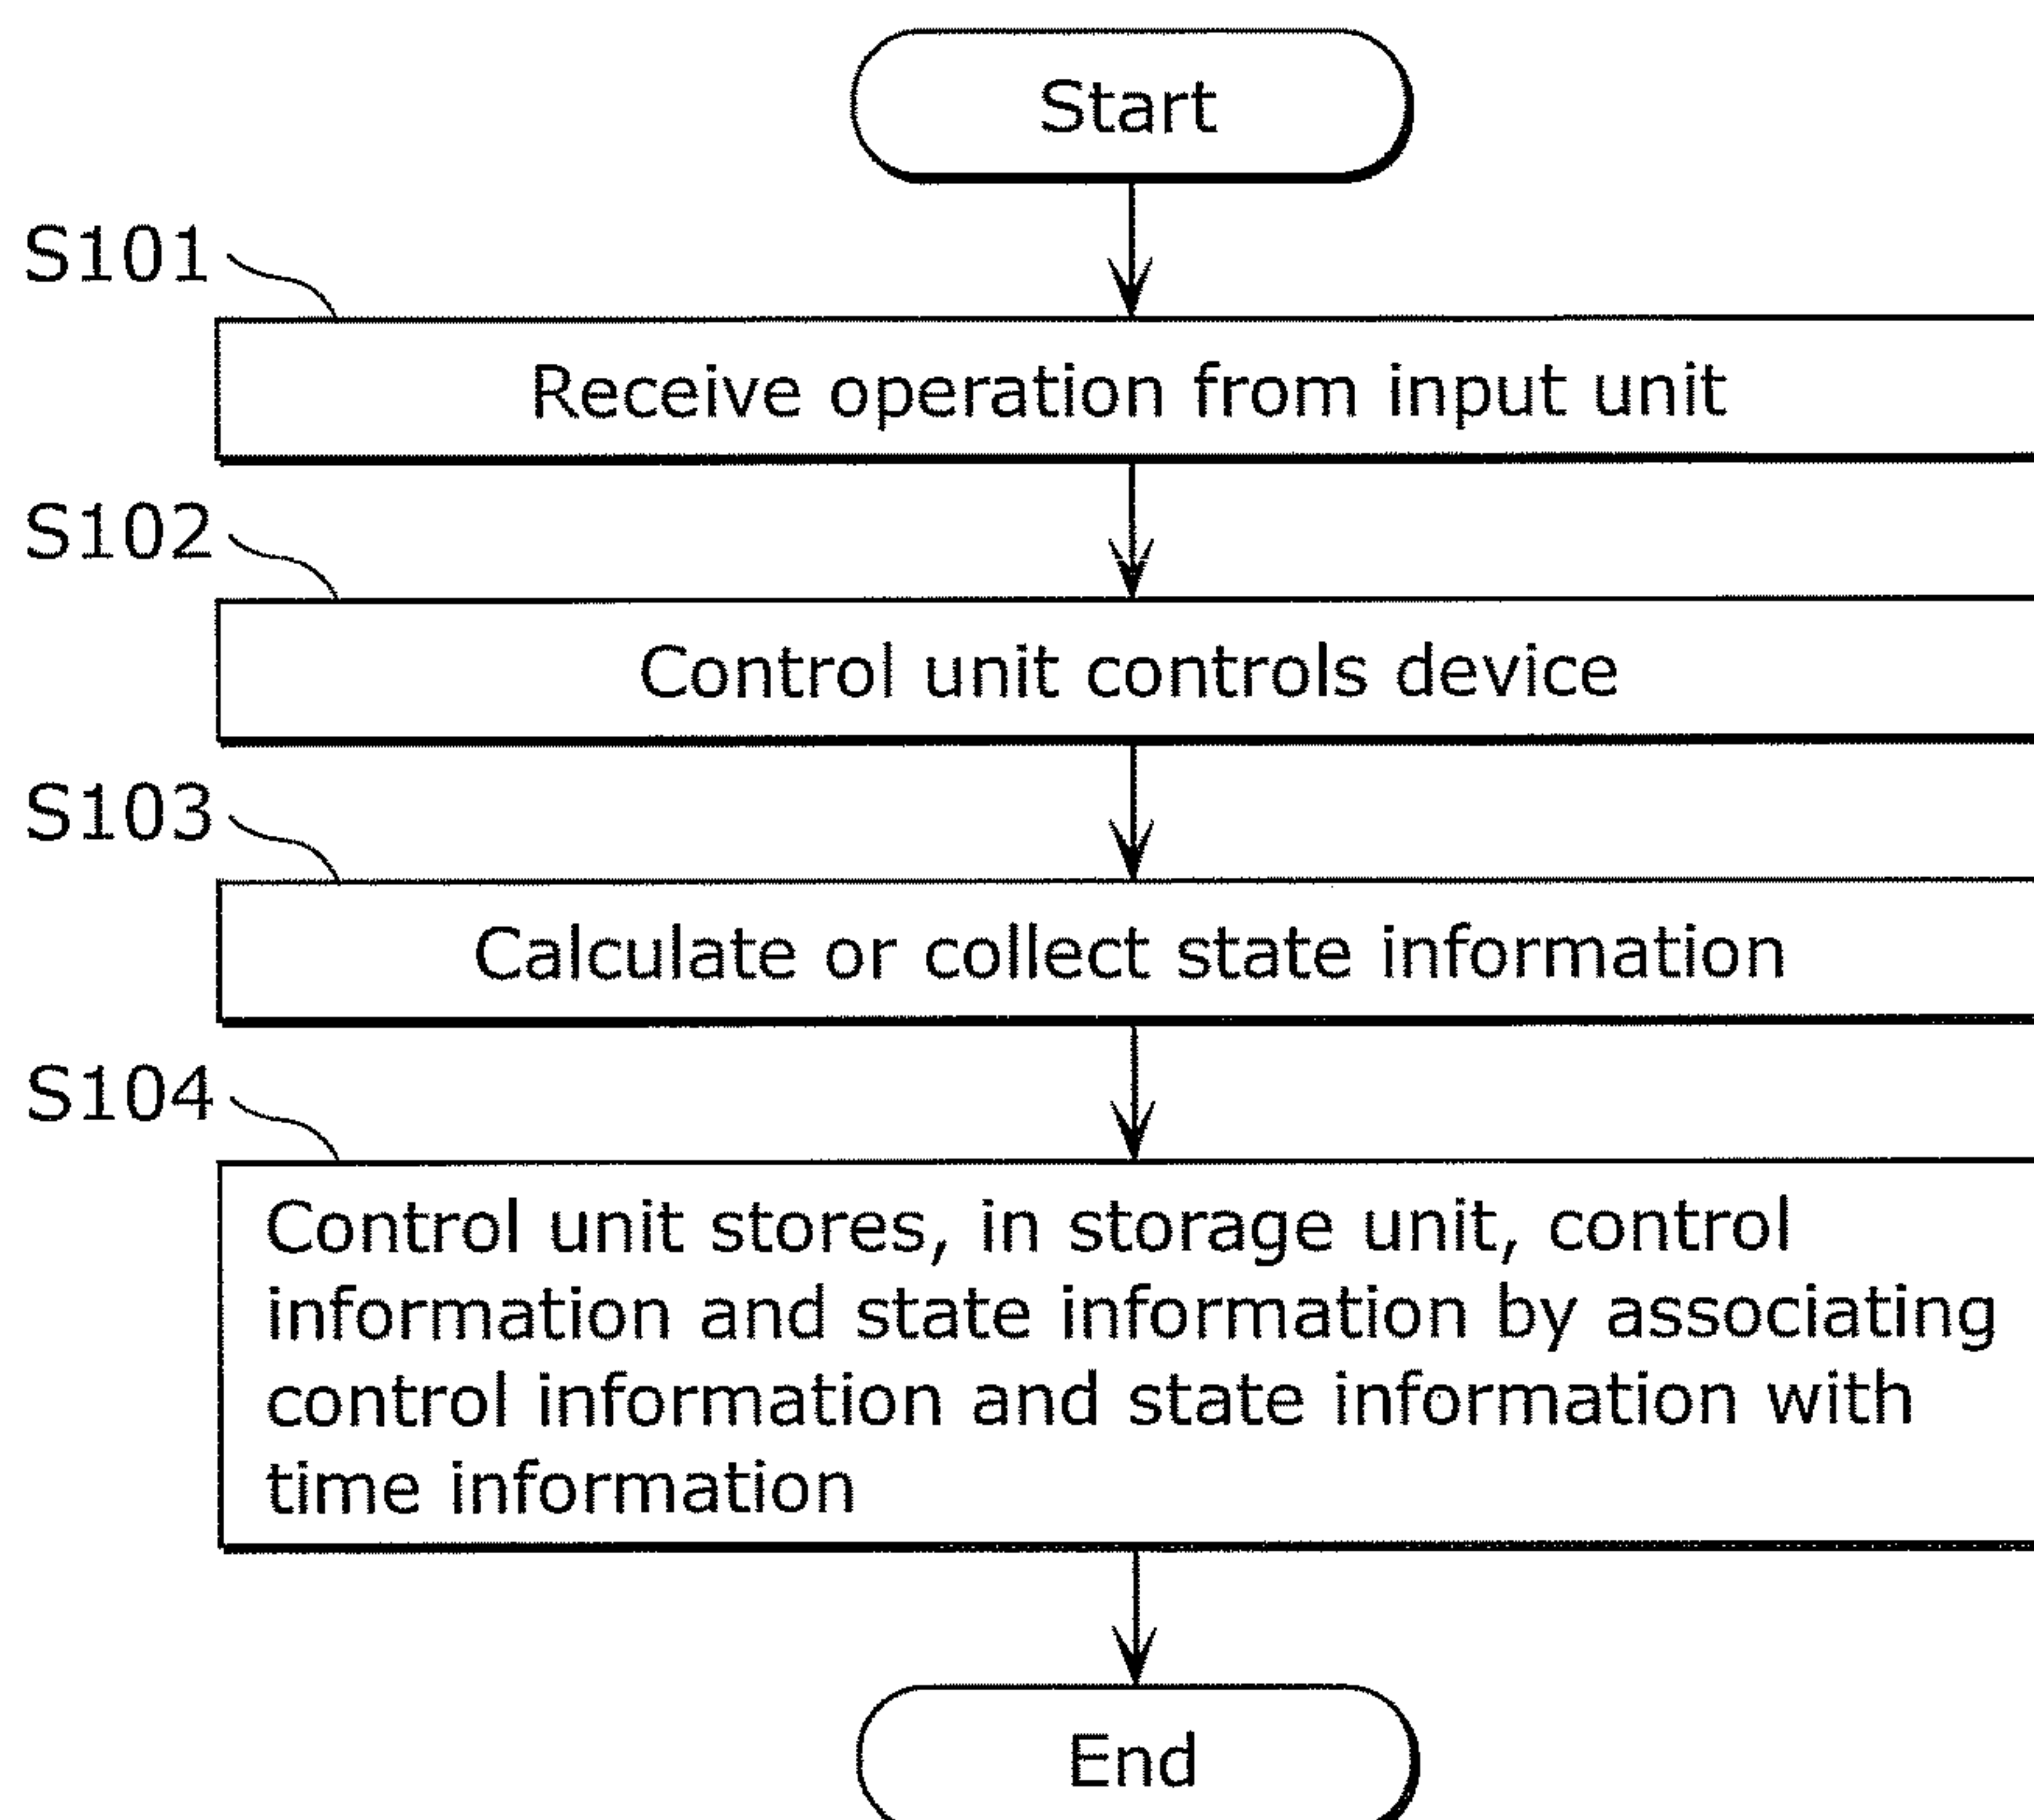 Start
S101
Receive operation from input unit
S102
Control unit controls device
S103
Calculate or collect state information
S104
Control unit stores, in storage unit, control
information and state information by associating
control information and state information with
time information
End